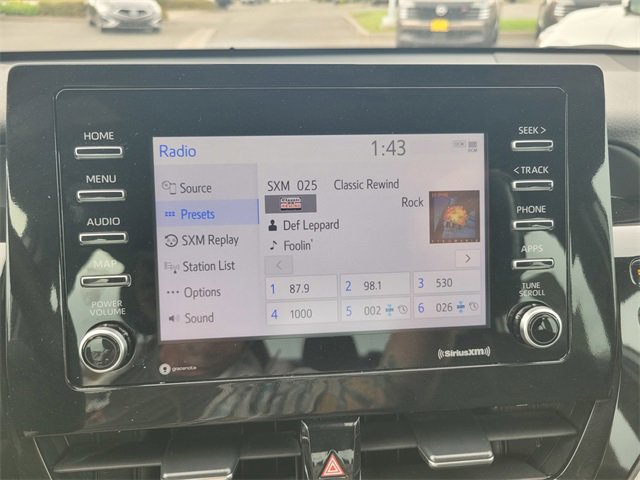 HOME
MENU
AUDIO
MAP
POWER
VOLUME
Radio
1:43
Source
Presets
SXM Replay
Station List
Options
Sound
SXM 025 Classic Rewind
Rock
Def Leppard
Foolin'
<
>
1 87.9
2 98.1
3 530
4 1000
5 002
6 026
SEEK >
< TRACK
PHONE
APPS
TUNE
SCROLL
gracenote
((SiriusXM))